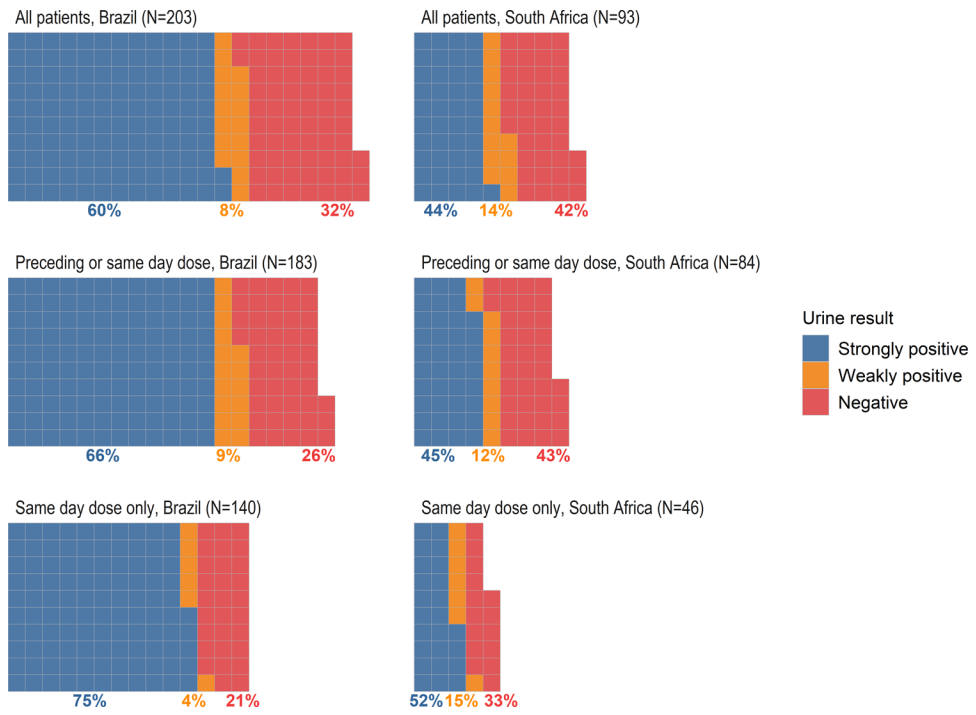 All patients, Brazil (N=203)
All patients, South Africa (N=93)
60% 8% 32%
44% 14% 42%
Preceding or same day dose, Brazil (N=183)
Preceding or same day dose, South Africa (N=84)
66% 9% 26%
45% 12% 43%
Urine result
Strongly positive
Weakly positive
Negative
Same day dose only, Brazil (N=140)
Same day dose only, South Africa (N=46)
75% 4% 21%
52% 15% 33%